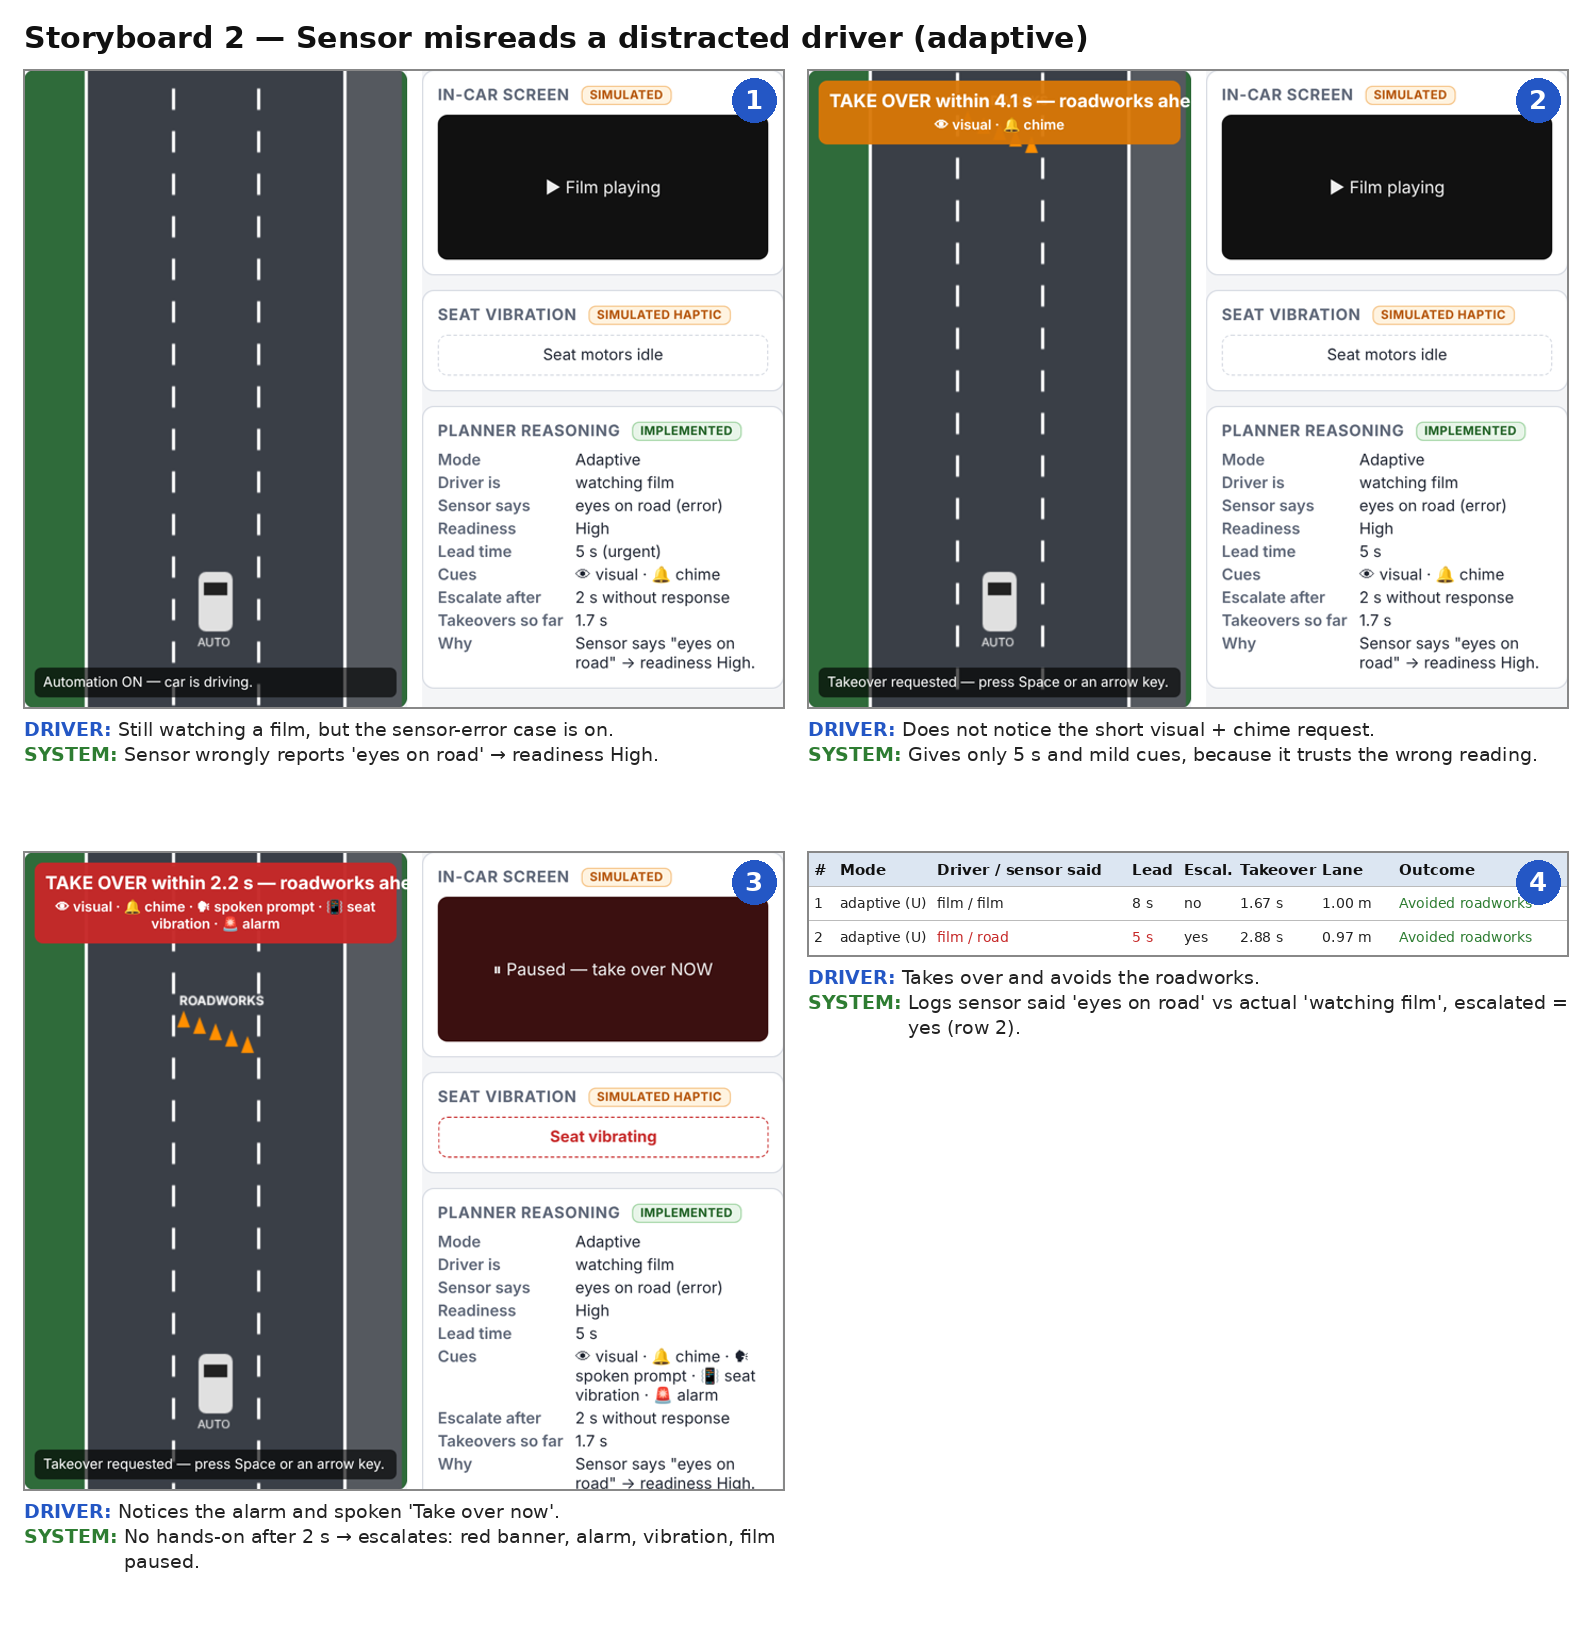 Storyboard 2 — Sensor misreads a distracted driver (adaptive)
IN-CAR SCREEN SIMULATED
1
▶ Film playing
SEAT VIBRATION SIMULATED HAPTIC
Seat motors idle
PLANNER REASONING IMPLEMENTED
Mode Adaptive
Driver is watching film
Sensor says eyes on road (error)
Readiness High
Lead time 5 s (urgent)
Cues 👁 visual · 🔔 chime
Escalate after 2 s without response
Takeovers so far 1.7 s
Why Sensor says "eyes on
road" → readiness High.
AUTO
Automation ON — car is driving.
DRIVER: Still watching a film, but the sensor-error case is on.
SYSTEM: Sensor wrongly reports 'eyes on road' → readiness High.
TAKE OVER within 4.1 s — roadworks ahe
👁 visual · 🔔 chime
IN-CAR SCREEN SIMULATED
2
▶ Film playing
SEAT VIBRATION SIMULATED HAPTIC
Seat motors idle
PLANNER REASONING IMPLEMENTED
Mode Adaptive
Driver is watching film
Sensor says eyes on road (error)
Readiness High
Lead time 5 s
Cues 👁 visual · 🔔 chime
Escalate after 2 s without response
Takeovers so far 1.7 s
Why Sensor says "eyes on
road" → readiness High.
AUTO
Takeover requested — press Space or an arrow key.
DRIVER: Does not notice the short visual + chime request.
SYSTEM: Gives only 5 s and mild cues, because it trusts the wrong reading.
TAKE OVER within 2.2 s — roadworks ahe
👁 visual · 🔔 chime · 🗣 spoken prompt · 📳 seat
vibration · 🚨 alarm
ROADWORKS
IN-CAR SCREEN SIMULATED
3
⏸ Paused — take over NOW
SEAT VIBRATION SIMULATED HAPTIC
Seat vibrating
PLANNER REASONING IMPLEMENTED
Mode Adaptive
Driver is watching film
Sensor says eyes on road (error)
Readiness High
Lead time 5 s
Cues 👁 visual · 🔔 chime · 🗣
spoken prompt · 📳 seat
vibration · 🚨 alarm
Escalate after 2 s without response
Takeovers so far 1.7 s
Why Sensor says "eyes on
road" → readiness High.
AUTO
Takeover requested — press Space or an arrow key.
DRIVER: Notices the alarm and spoken 'Take over now'.
SYSTEM: No hands-on after 2 s → escalates: red banner, alarm, vibration, film
paused.
# Mode Driver / sensor said Lead Escal. Takeover Lane Outcome
4
1 adaptive (U) film / film 8 s no 1.67 s 1.00 m Avoided roadworks
2 adaptive (U) film / road 5 s yes 2.88 s 0.97 m Avoided roadworks
DRIVER: Takes over and avoids the roadworks.
SYSTEM: Logs sensor said 'eyes on road' vs actual 'watching film', escalated =
yes (row 2).